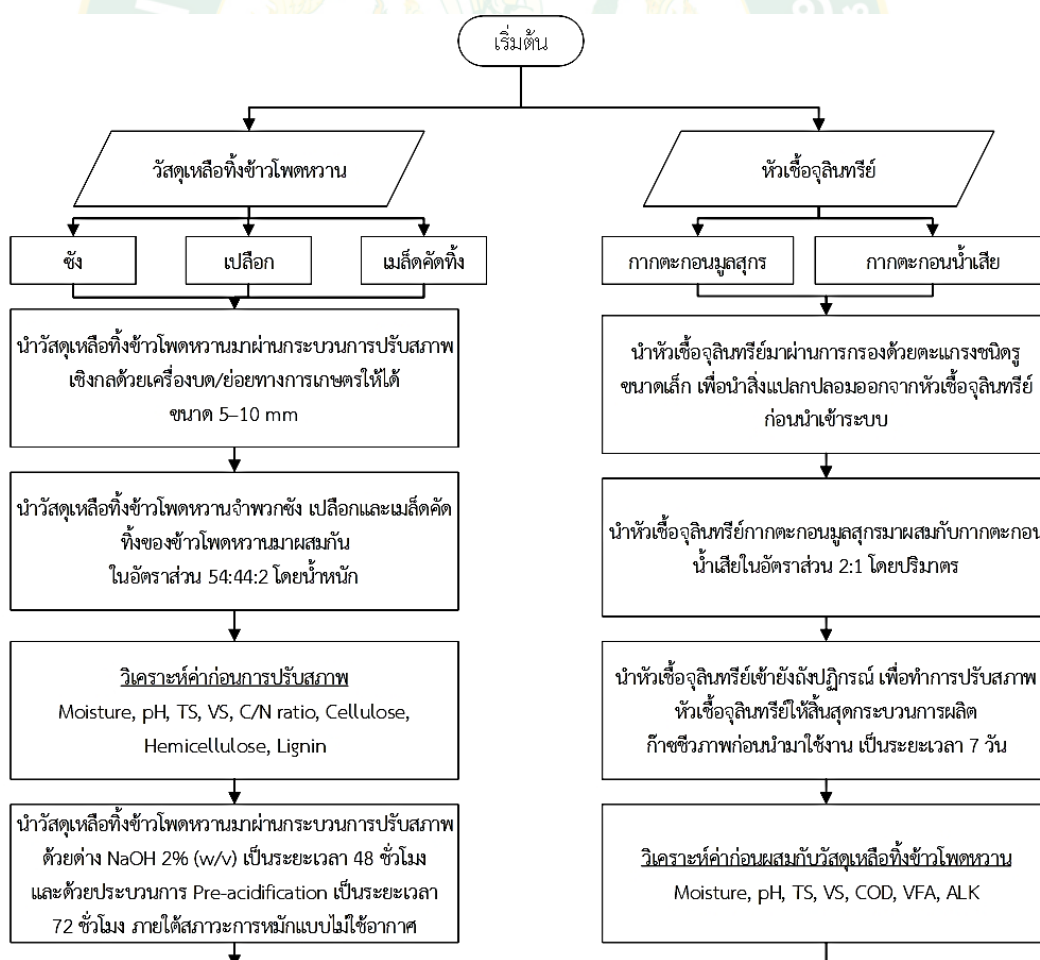 เริ่มต้น
วัสดุเหลือทิ้งข้าวโพดหวาน
ซัง
เปลือก
เมล็ดคัดทิ้ง
นำวัสดุเหลือทิ้งข้าวโพดหวานมาผ่านกระบวนการปรับสภาพ
เชิงกลด้วยเครื่องบด/ย่อยทางการเกษตรให้ได้
ขนาด 5–10 mm
นำวัสดุเหลือทิ้งข้าวโพดหวานจำพวกซัง เปลือกและเมล็ดคัด
ทิ้งของข้าวโพดหวานมาผสมกัน
ในอัตราส่วน 54:44:2 โดยน้ำหนัก
วิเคราะห์ค่าก่อนการปรับสภาพ
Moisture, pH, TS, VS, C/N ratio, Cellulose,
Hemicellulose, Lignin
นำวัสดุเหลือทิ้งข้าวโพดหวานมาผ่านกระบวนการปรับสภาพ
ด้วยด่าง NaOH 2% (w/v) เป็นระยะเวลา 48 ชั่วโมง
และด้วยประบวนการ Pre-acidification เป็นระยะเวลา
72 ชั่วโมง ภายใต้สภาวะการหมักแบบไม่ใช้อากาศ
หัวเชื้อจุลินทรีย์
กากตะกอนมูลสุกร
กากตะกอนน้ำเสีย
นำหัวเชื้อจุลินทรีย์มาผ่านการกรองด้วยตะแกรงชนิดรู
ขนาดเล็ก เพื่อนำสิ่งแปลกปลอมออกจากหัวเชื้อจุลินทรีย์
ก่อนนำเข้าระบบ
นำหัวเชื้อจุลินทรีย์กากตะกอนมูลสุกรมาผสมกับกากตะกอน
น้ำเสียในอัตราส่วน 2:1 โดยปริมาตร
นำหัวเชื้อจุลินทรีย์เข้ายังถังปฏิกรณ์ เพื่อทำการปรับสภาพ
หัวเชื้อจุลินทรีย์ให้สิ้นสุดกระบวนการผลิต
ก๊าซชีวภาพก่อนนำมาใช้งาน เป็นระยะเวลา 7 วัน
วิเคราะห์ค่าก่อนผสมกับวัสดุเหลือทิ้งข้าวโพดหวาน
Moisture, pH, TS, VS, COD, VFA, ALK